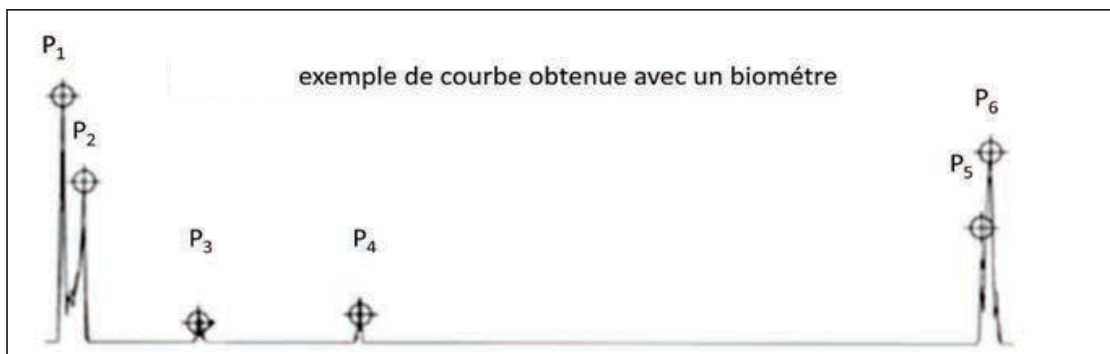 P₁
exemple de courbe obtenue avec un biométre
P₂
P₆
P₅
P₃
P₄